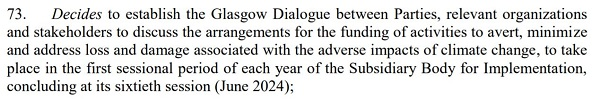 73. Decides to establish the Glasgow Dialogue between Parties, relevant organizations
and stakeholders to discuss the arrangements for the funding of activities to avert, minimize
and address loss and damage associated with the adverse impacts of climate change, to take
place in the first sessional period of each year of the Subsidiary Body for Implementation,
concluding at its sixtieth session (June 2024);